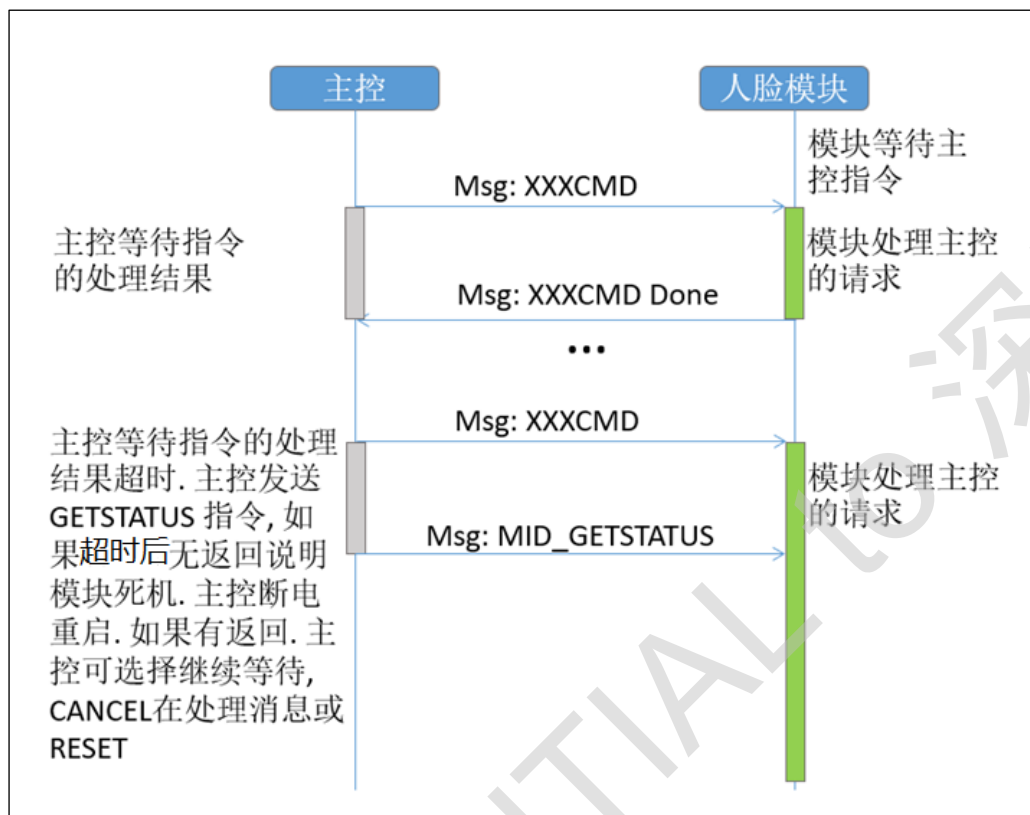 主控
人脸模块
模块等待主
控指令
Msg: XXXCMD
主控等待指令
的处理结果
模块处理主控
的请求
Msg: XXXCMD Done
...
Msg: XXXCMD
主控等待指令的处理
结果超时. 主控发送
GETSTATUS 指令, 如
果超时后无返回说明
模块死机. 主控断电
重启. 如果有返回. 主
控可选择继续等待,
CANCEL在处理消息或
RESET
模块处理主控
的请求
Msg: MID_GETSTATUS
NTIAL to 深